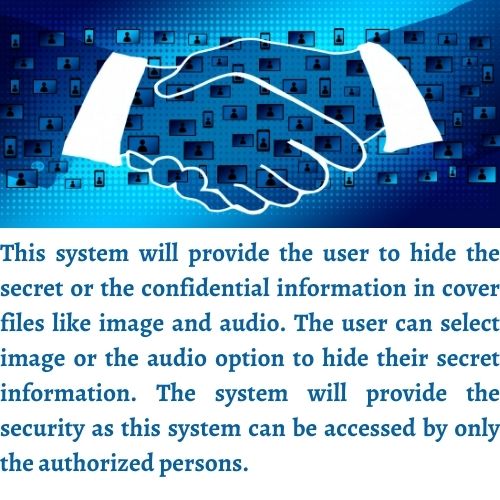 This system will provide the user to hide the
secret or the confidential information in cover
files like image and audio. The user can select
image or the audio option to hide their secret
information. The system will provide the
security as this system can be accessed by only
the authorized persons.